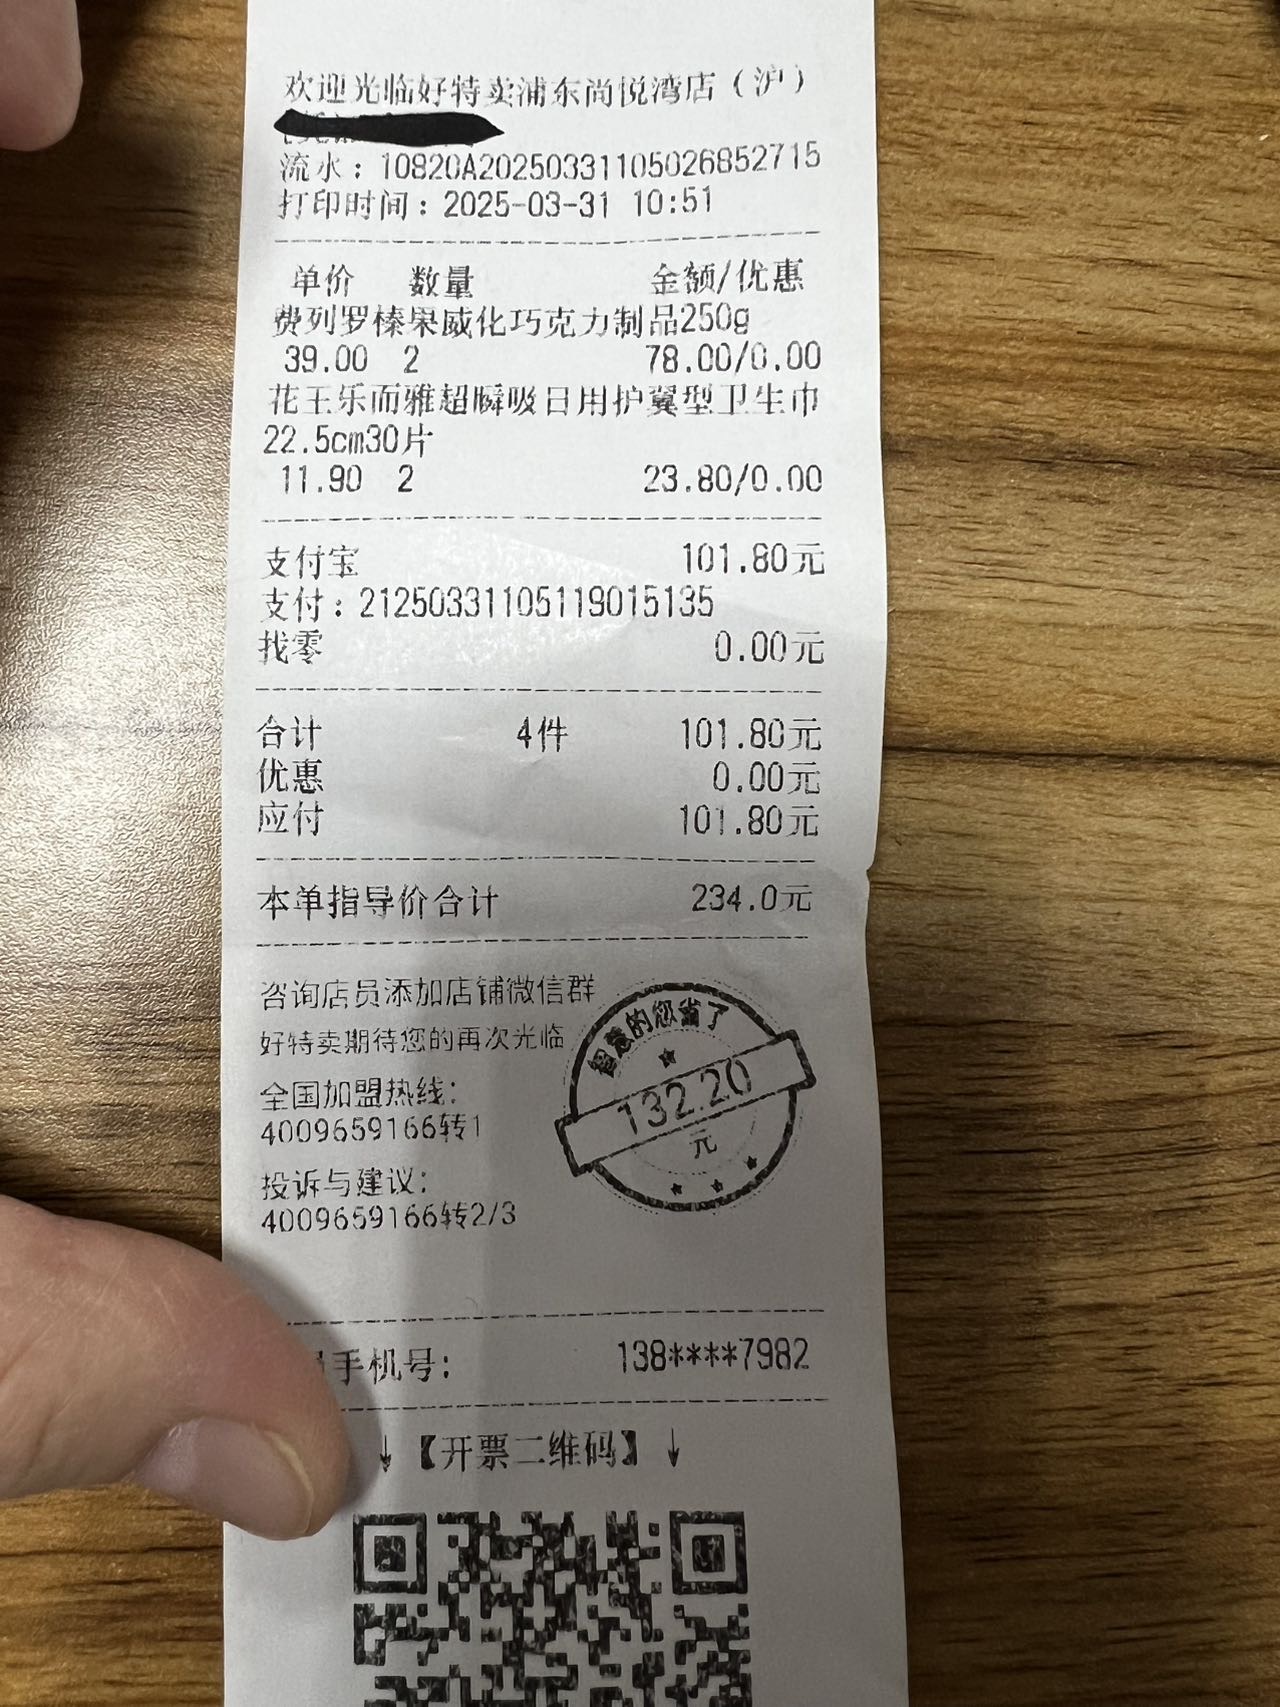 欢迎光临好特卖浦东尚悦湾店（沪）
流水：10820A20250331105026852715
打印时间：2025-03-31 10:51
单价 数量 金额/优惠
费列罗榛果威化巧克力制品250g
39.00 2 78.00/0.00
花王乐而雅超瞬吸日用护翼型卫生巾
22.5cm30片
11.90 2 23.80/0.00
支付宝 101.80元
支付：21250331105119015135
找零 0.00元
合计 4件 101.80元
优惠 0.00元
应付 101.80元
本单指导价合计 234.0元
咨询店员添加店铺微信群
好特卖期待您的再次光临
全国加盟热线：
4009659166转1
投诉与建议：
4009659166转2/3
智慧的您省了
132.20
元
手机号： 138****7982
↓【开票二维码】↓